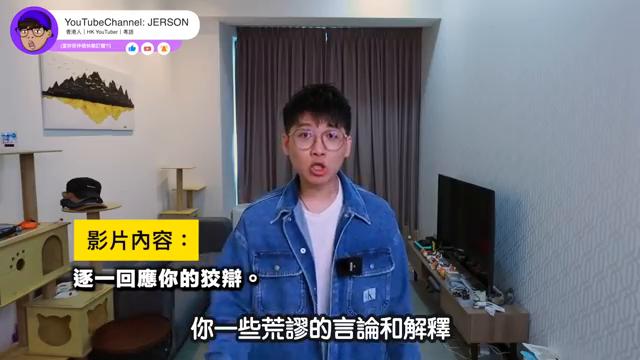 YouTubeChannel: JERSON
香港人｜HK YouTuber｜粵語
影片內容：
逐一回應你的狡辯。
你一些荒謬的言論和解釋